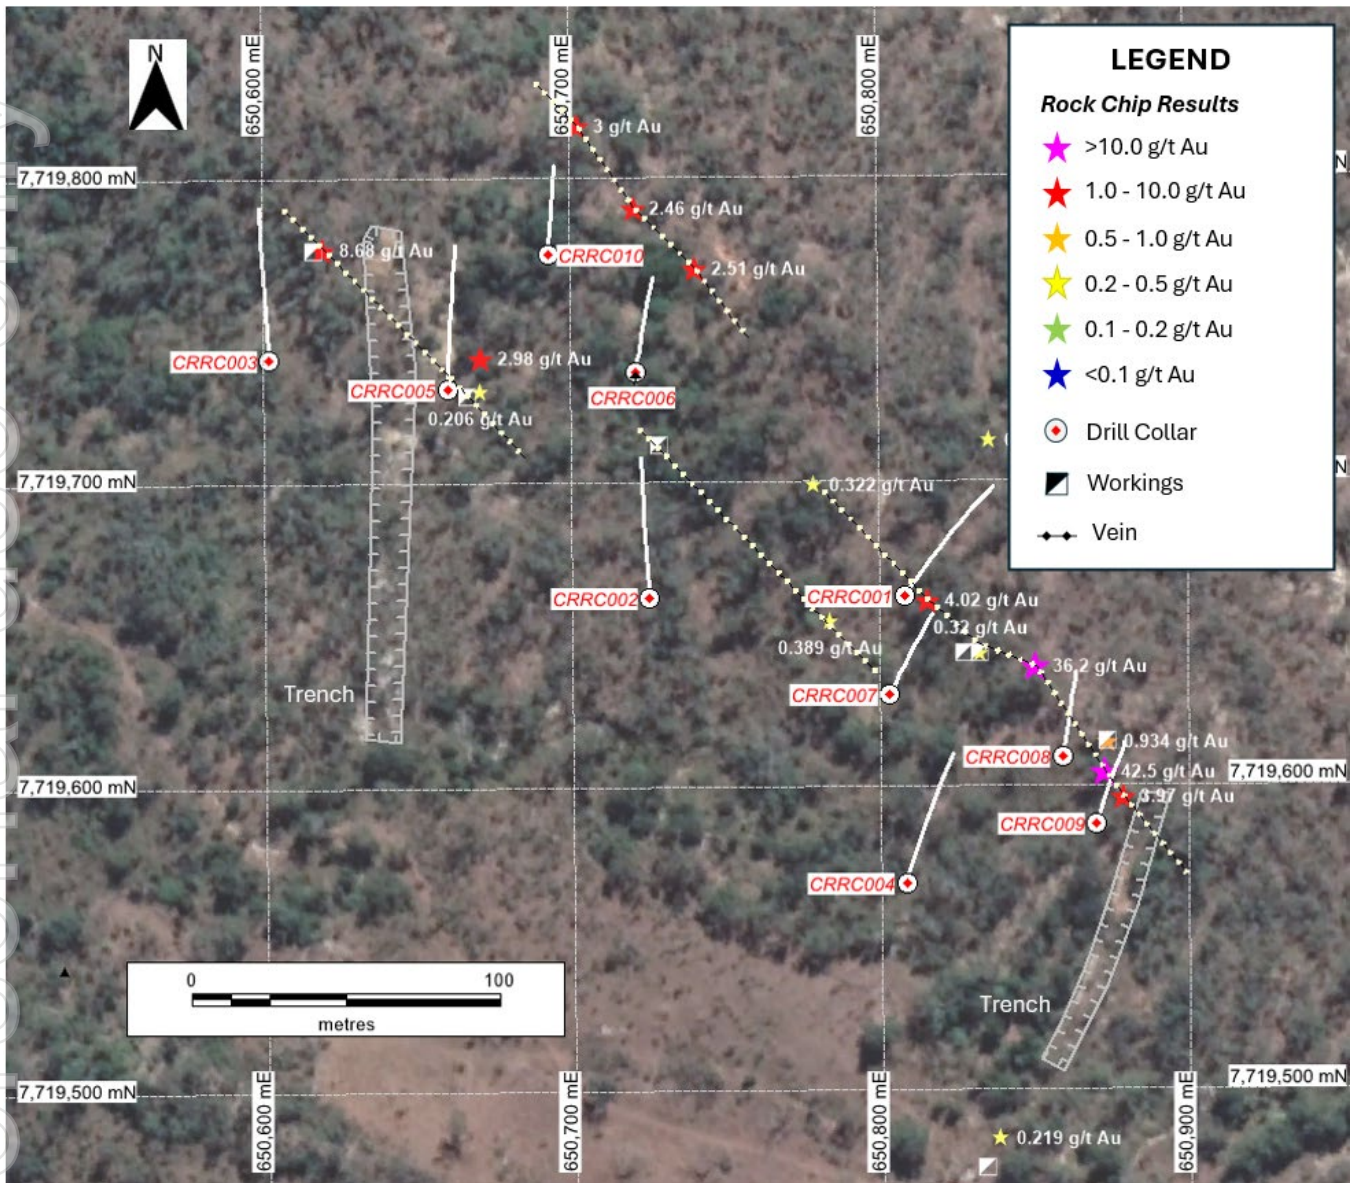 LEGEND
Rock Chip Results
>10.0 g/t Au
1.0 - 10.0 g/t Au
0.5 - 1.0 g/t Au
0.2 - 0.5 g/t Au
0.1 - 0.2 g/t Au
<0.1 g/t Au
Drill Collar
Workings
Vein
N
650,600 mE
650,700 mE
650,800 mE
3 g/t Au
7,719,800 mN
N
2.46 g/t Au
8.68 g/t Au
CRRC010
2.51 g/t Au
CRRC003
2.98 g/t Au
CRRC005
CRRC006
0.206 g/t Au
7,719,700 mN
N
0.322 g/t Au
CRRC002
CRRC001
4.02 g/t Au
0.32 g/t Au
0.389 g/t Au
36.2 g/t Au
Trench
CRRC007
0.934 g/t Au
CRRC008
42.5 g/t Au
7,719,600 mN
7,719,600 mN
3.97 g/t Au
CRRC009
CRRC004
0 100
metres
Trench
7,719,500 mN
7,719,500 mN
650,600 mE
650,700 mE
650,800 mE
650,900 mE
0.219 g/t Au